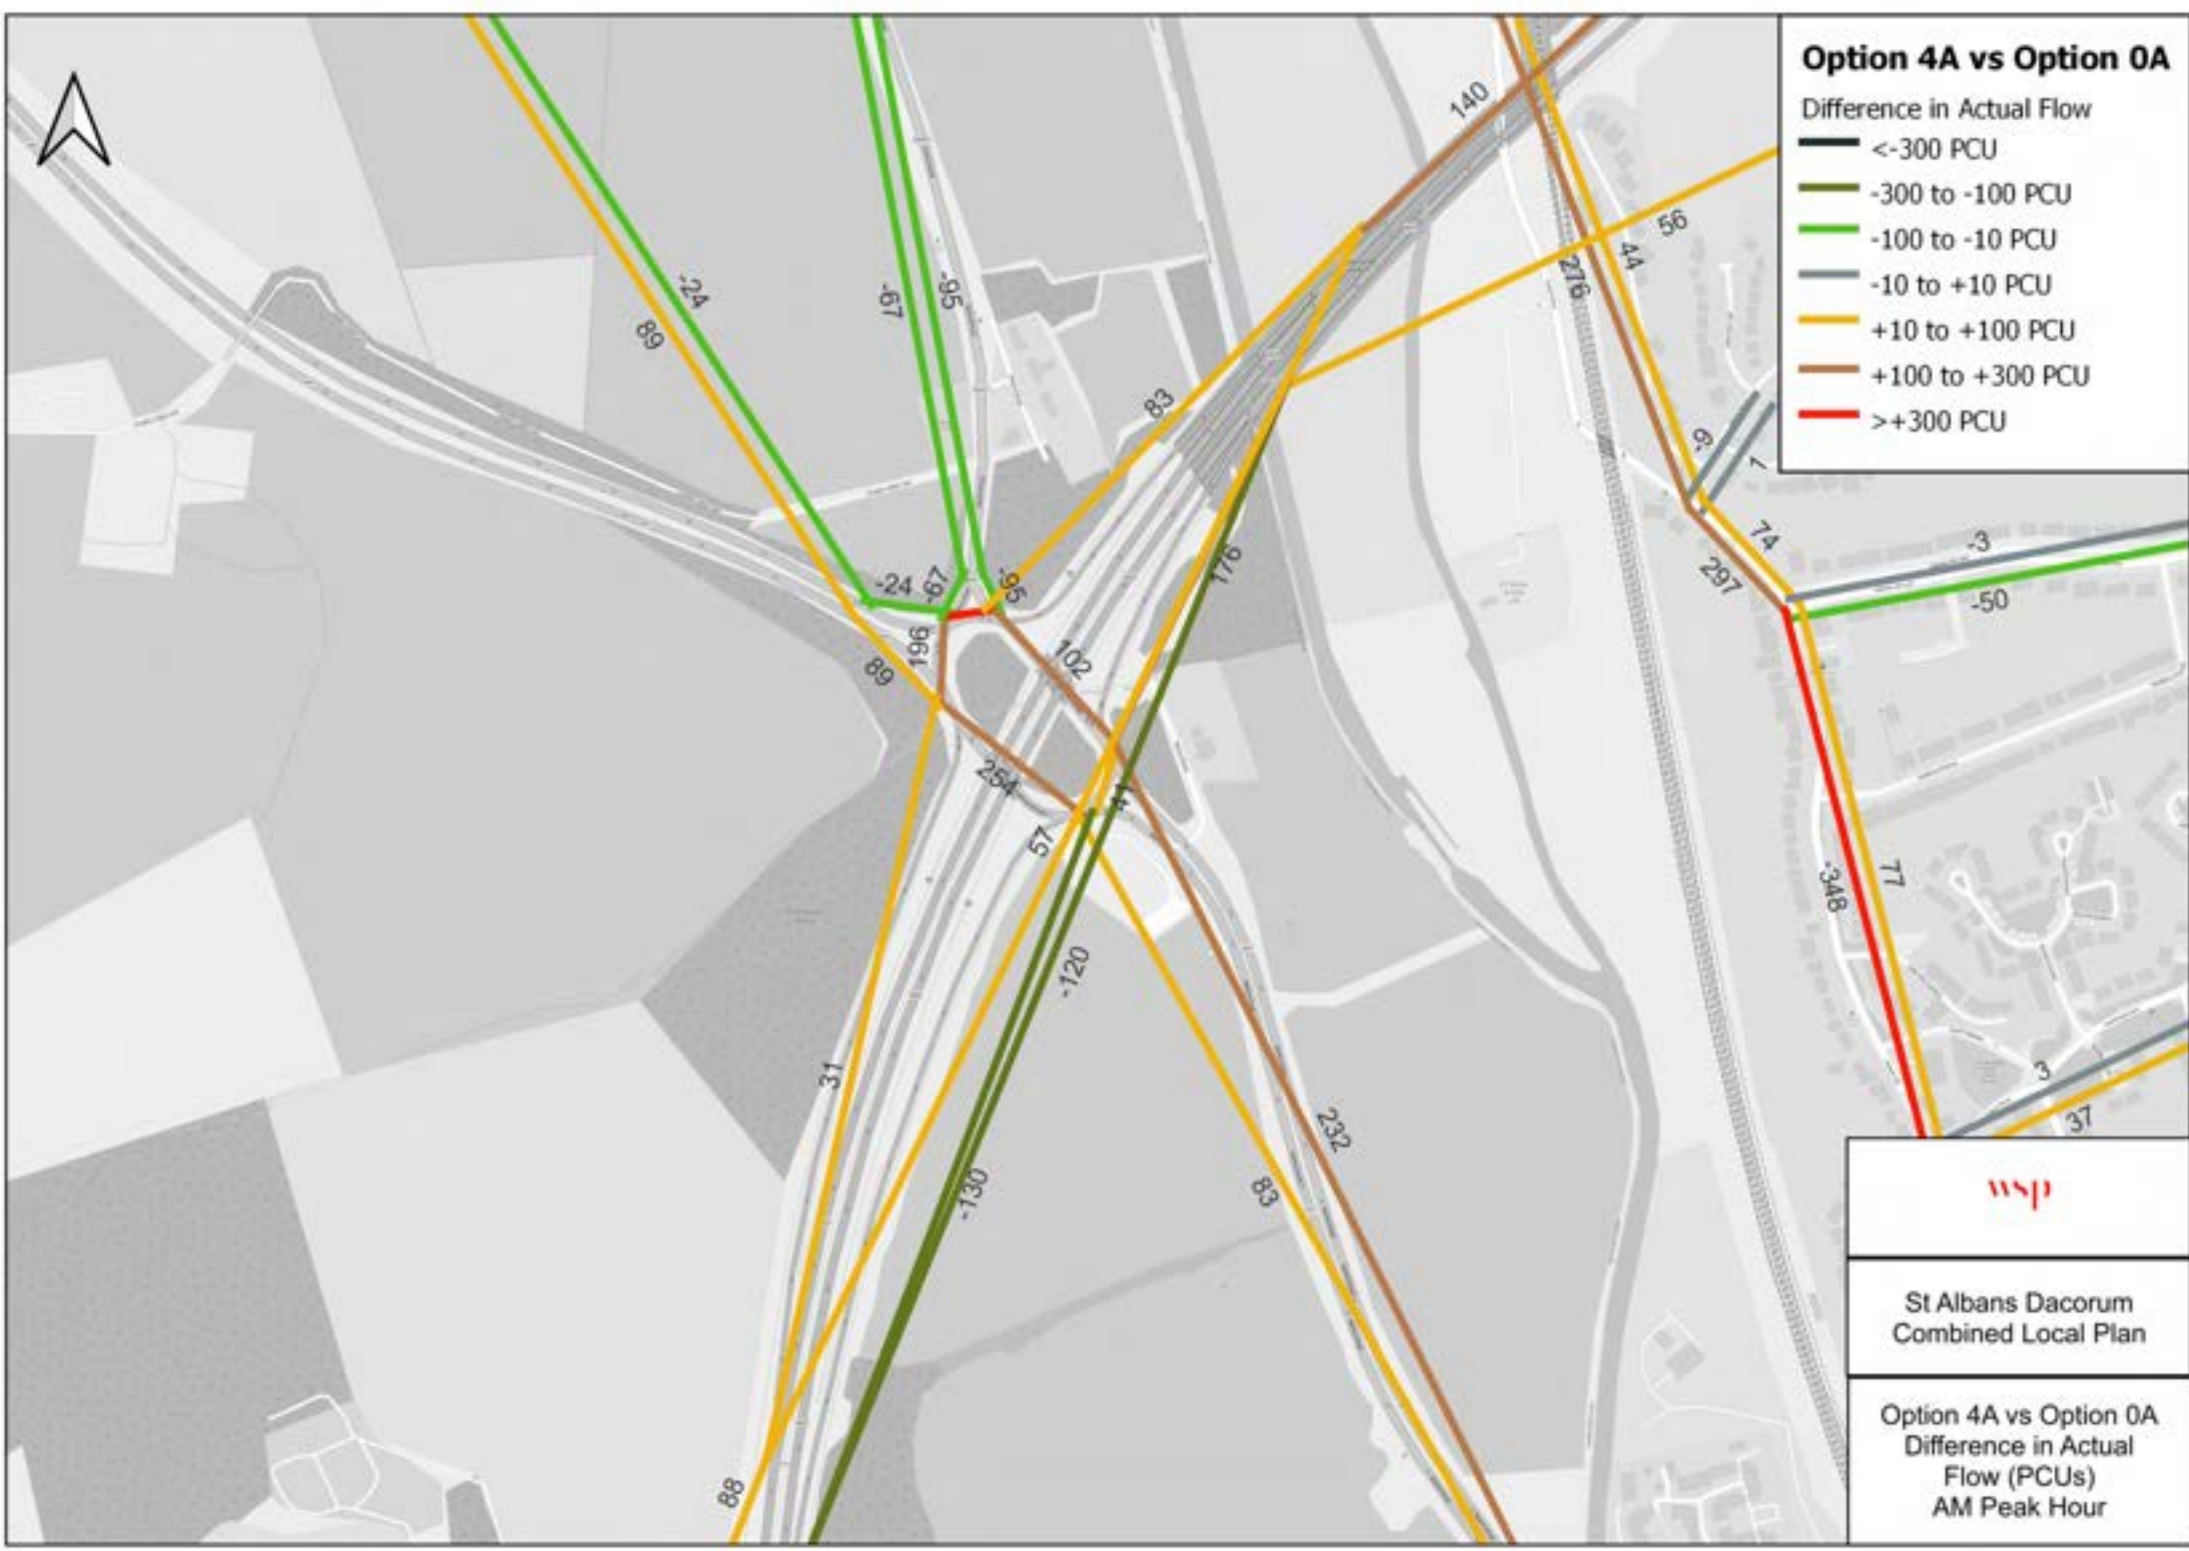 Option 4A vs Option 0A
Difference in Actual Flow
<-300 PCU
-300 to -100 PCU
-100 to -10 PCU
-10 to +10 PCU
+10 to +100 PCU
+100 to +300 PCU
>+300 PCU
140
56
44
276
-24
89
-67
-95
83
-9
1
74
297
-3
-50
176
-24
-67
-95
196
89
102
254
41
57
-348
77
-120
31
3
37
232
83
-130
88
wsp
St Albans Dacorum
Combined Local Plan
Option 4A vs Option 0A
Difference in Actual
Flow (PCUs)
AM Peak Hour